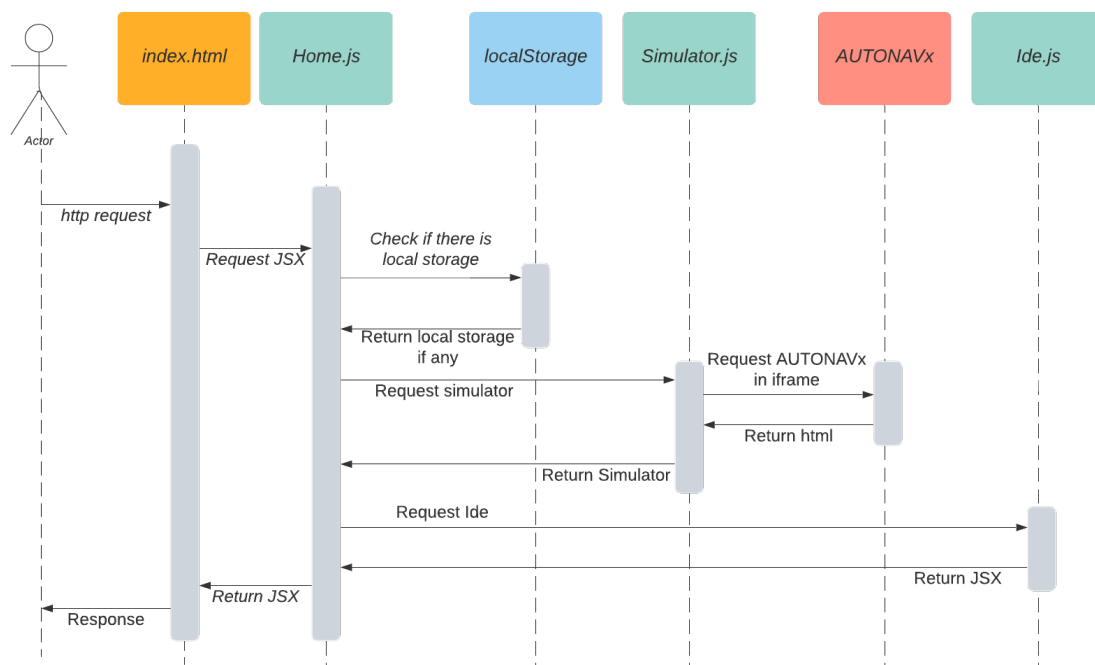 index.html
Home.js
localStorage
Simulator.js
AUTONAVx
Ide.js
Actor
http request
Request JSX
Check if there is
local storage
Return local storage
if any
Request AUTONAVx
in iframe
Request simulator
Return html
Return Simulator
Request Ide
Return JSX
Return JSX
Response